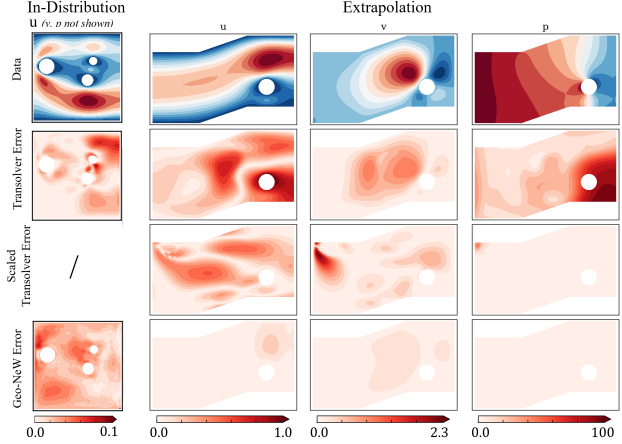 In-Distribution
Extrapolation
u (v, p not shown)
u
v
p
Data
Transolver Error
Scaled
Transolver Error
/
Geo-NeW Error
0.0
0.1
0.0
1.0
0.0
2.3
0.0
100